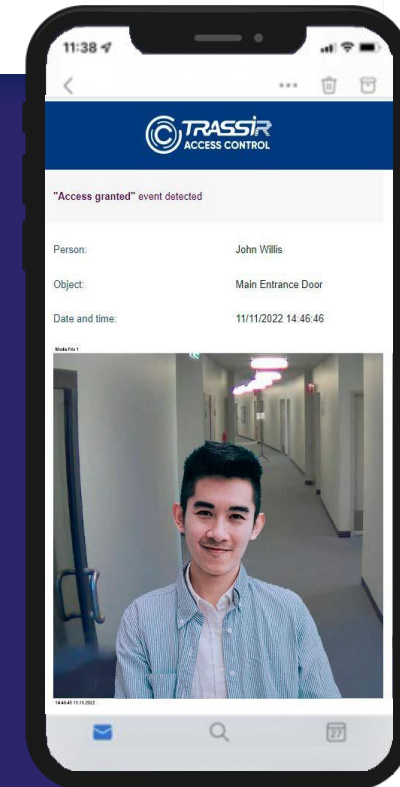 11:38
TRASSIR
ACCESS CONTROL
"Access granted" event detected
Person: John Willis
Object: Main Entrance Door
Date and time: 11/11/2022 14:46:46
Media File 1
14:46:46 11.11.2022
27